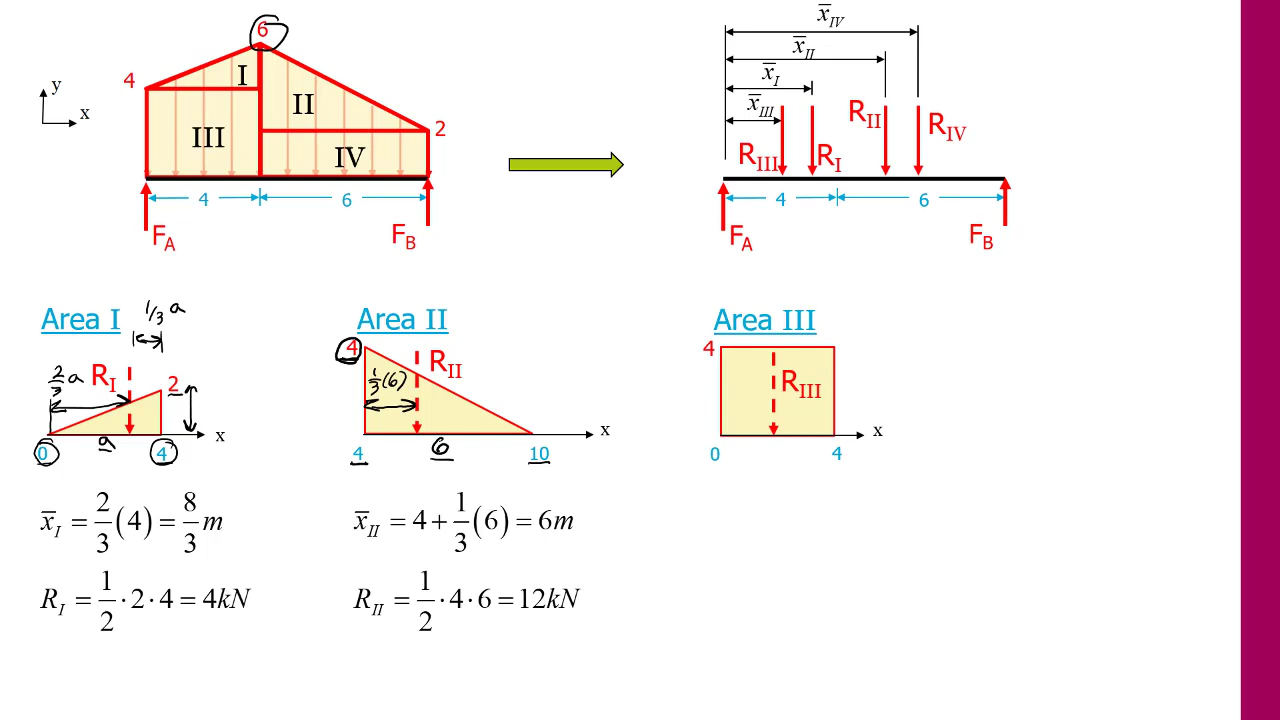 6
4
I
II
2
III
IV
y
x
4
6
F_A
F_B
x̄_IV
x̄_II
x̄_I
x̄_III
R_III
R_I
R_II
R_IV
4
6
F_A
F_B
Area I
1/3 a
2/3 a
R_I
2
x
0
a
4
x̄_I = 2/3 (4) = 8/3 m
R_I = 1/2 · 2 · 4 = 4kN
Area II
4
R_II
1/3 (6)
x
4
6
10
x̄_II = 4 + 1/3 (6) = 6m
R_II = 1/2 · 4 · 6 = 12kN
Area III
4
R_III
x
0
4